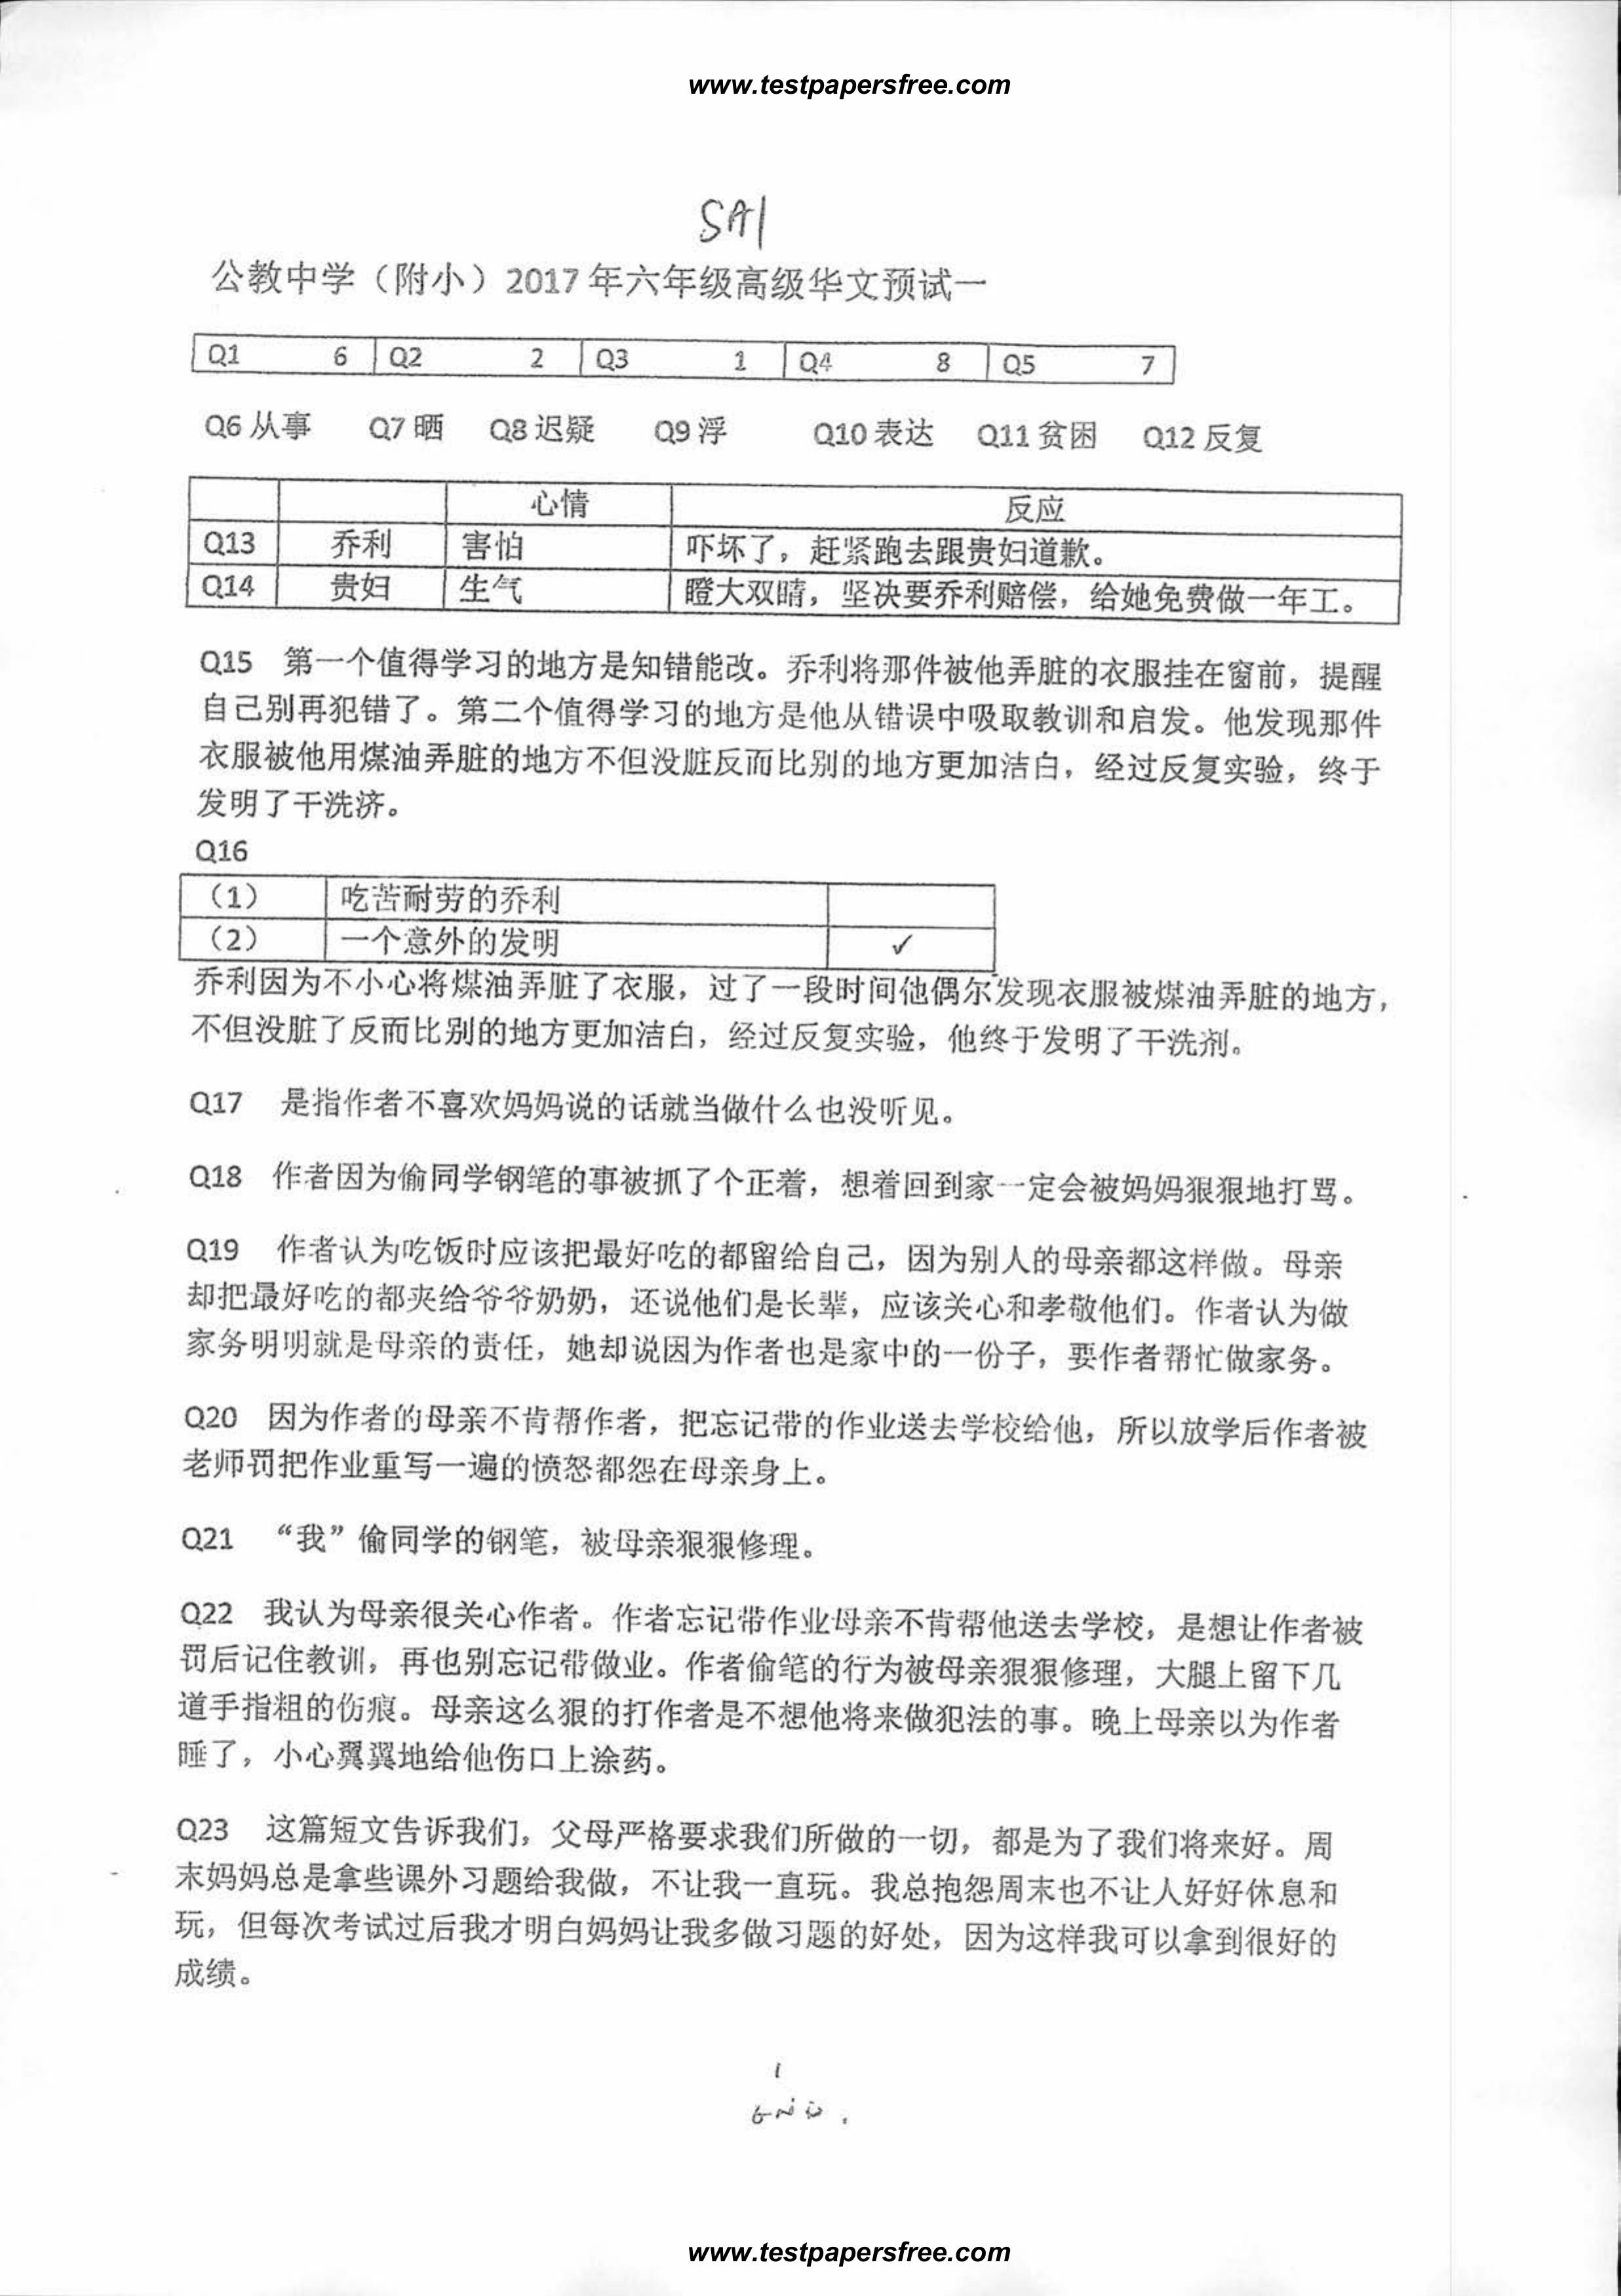 www.testpapersfree.com
SA1
公教中学（附小）2017年六年级高级华文预试一
Q1 6 Q2 2 Q3 1 Q4 8 Q5 7
Q6 从事 Q7 晒 Q8 迟疑 Q9 浮 Q10 表达 Q11 贫困 Q12 反复
心情 反应
Q13 乔利 害怕 吓坏了，赶紧跑去跟贵妇道歉。
Q14 贵妇 生气 瞪大双睛，坚决要乔利赔偿，给她免费做一年工。
Q15 第一个值得学习的地方是知错能改。乔利将那件被他弄脏的衣服挂在窗前，提醒
自己别再犯错了。第二个值得学习的地方是他从错误中吸取教训和启发。他发现那件
衣服被他用煤油弄脏的地方不但没脏反而比别的地方更加洁白，经过反复实验，终于
发明了干洗济。
Q16
（1） 吃苦耐劳的乔利
（2） 一个意外的发明 ✓
乔利因为不小心将煤油弄脏了衣服，过了一段时间他偶尔发现衣服被煤油弄脏的地方，
不但没脏了反而比别的地方更加洁白，经过反复实验，他终于发明了干洗剂。
Q17 是指作者不喜欢妈妈说的话就当做什么也没听见。
Q18 作者因为偷同学钢笔的事被抓了个正着，想着回到家一定会被妈妈狠狠地打骂。
Q19 作者认为吃饭时应该把最好吃的都留给自己，因为别人的母亲都这样做。母亲
却把最好吃的都夹给爷爷奶奶，还说他们是长辈，应该关心和孝敬他们。作者认为做
家务明明就是母亲的责任，她却说因为作者也是家中的一份子，要作者帮忙做家务。
Q20 因为作者的母亲不肯帮作者，把忘记带的作业送去学校给他，所以放学后作者被
老师罚把作业重写一遍的愤怒都怨在母亲身上。
Q21 “我”偷同学的钢笔，被母亲狠狠修理。
Q22 我认为母亲很关心作者。作者忘记带作业母亲不肯帮他送去学校，是想让作者被
罚后记住教训，再也别忘记带做业。作者偷笔的行为被母亲狠狠修理，大腿上留下几
道手指粗的伤痕。母亲这么狠的打作者是不想他将来做犯法的事。晚上母亲以为作者
睡了，小心翼翼地给他伤口上涂药。
Q23 这篇短文告诉我们，父母严格要求我们所做的一切，都是为了我们将来好。周
末妈妈总是拿些课外习题给我做，不让我一直玩。我总抱怨周末也不让人好好休息和
玩，但每次考试过后我才明白妈妈让我多做习题的好处，因为这样我可以拿到很好的
成绩。
1
www.testpapersfree.com